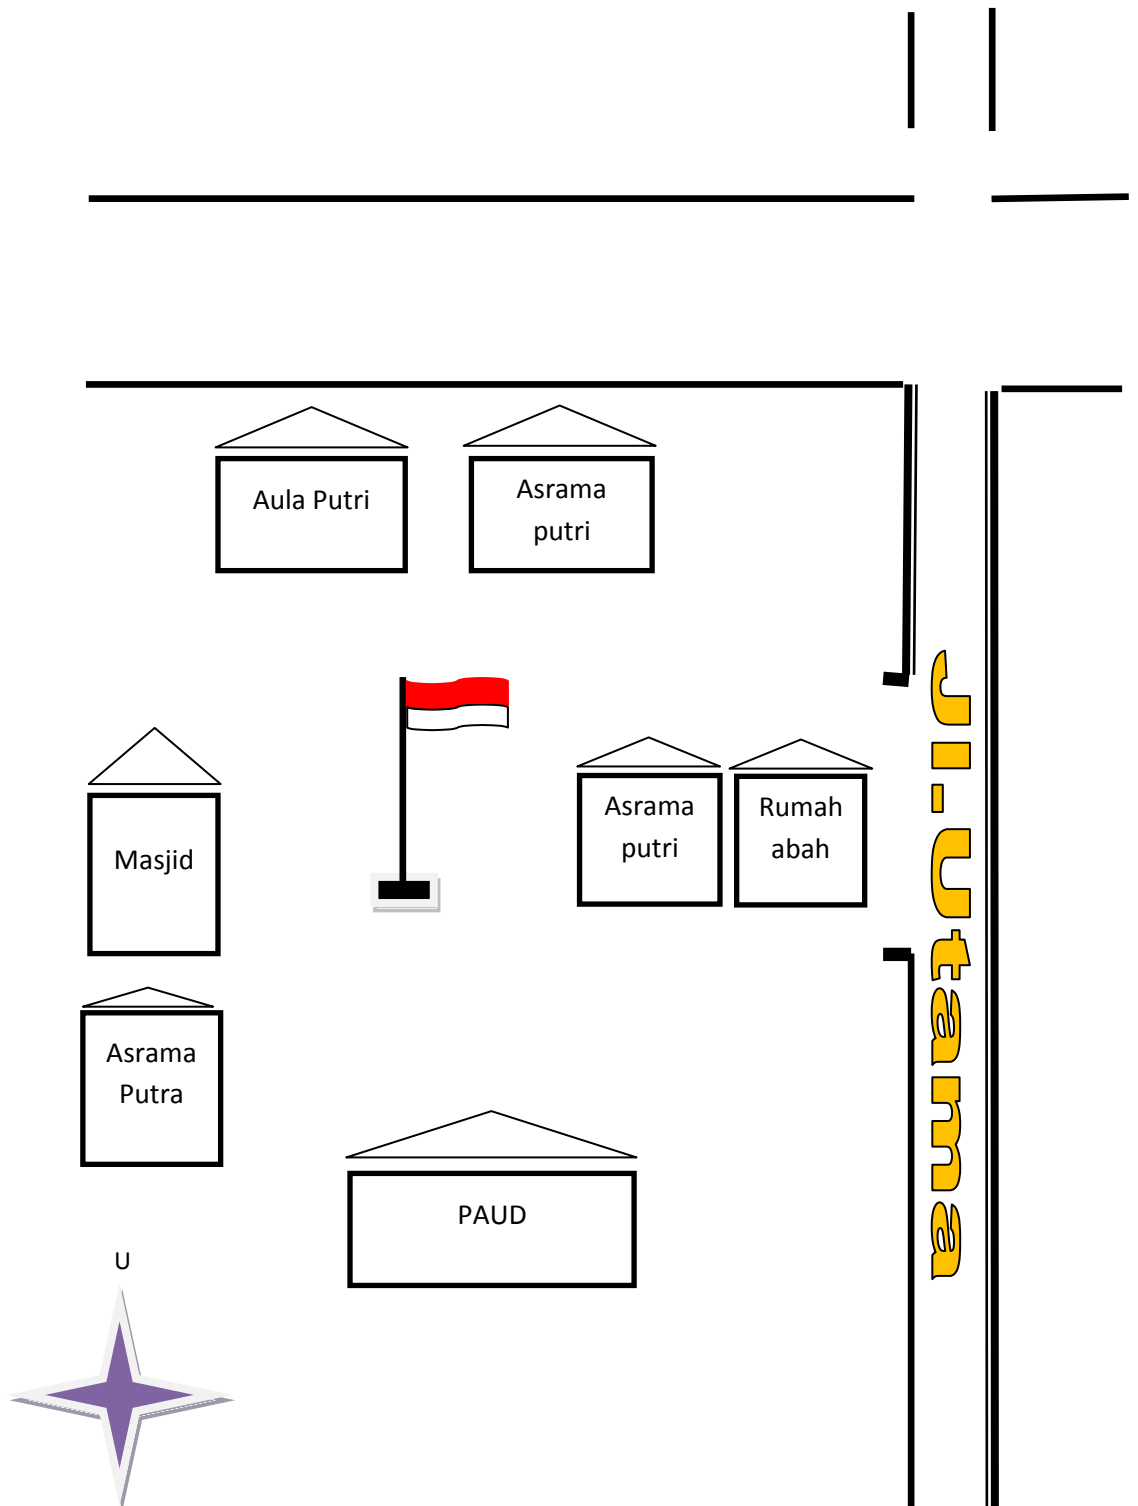 Aula Putri
Asrama
putri
Asrama
putri
Rumah
abah
Masjid
Asrama
Putra
PAUD
U
Jl-Utama